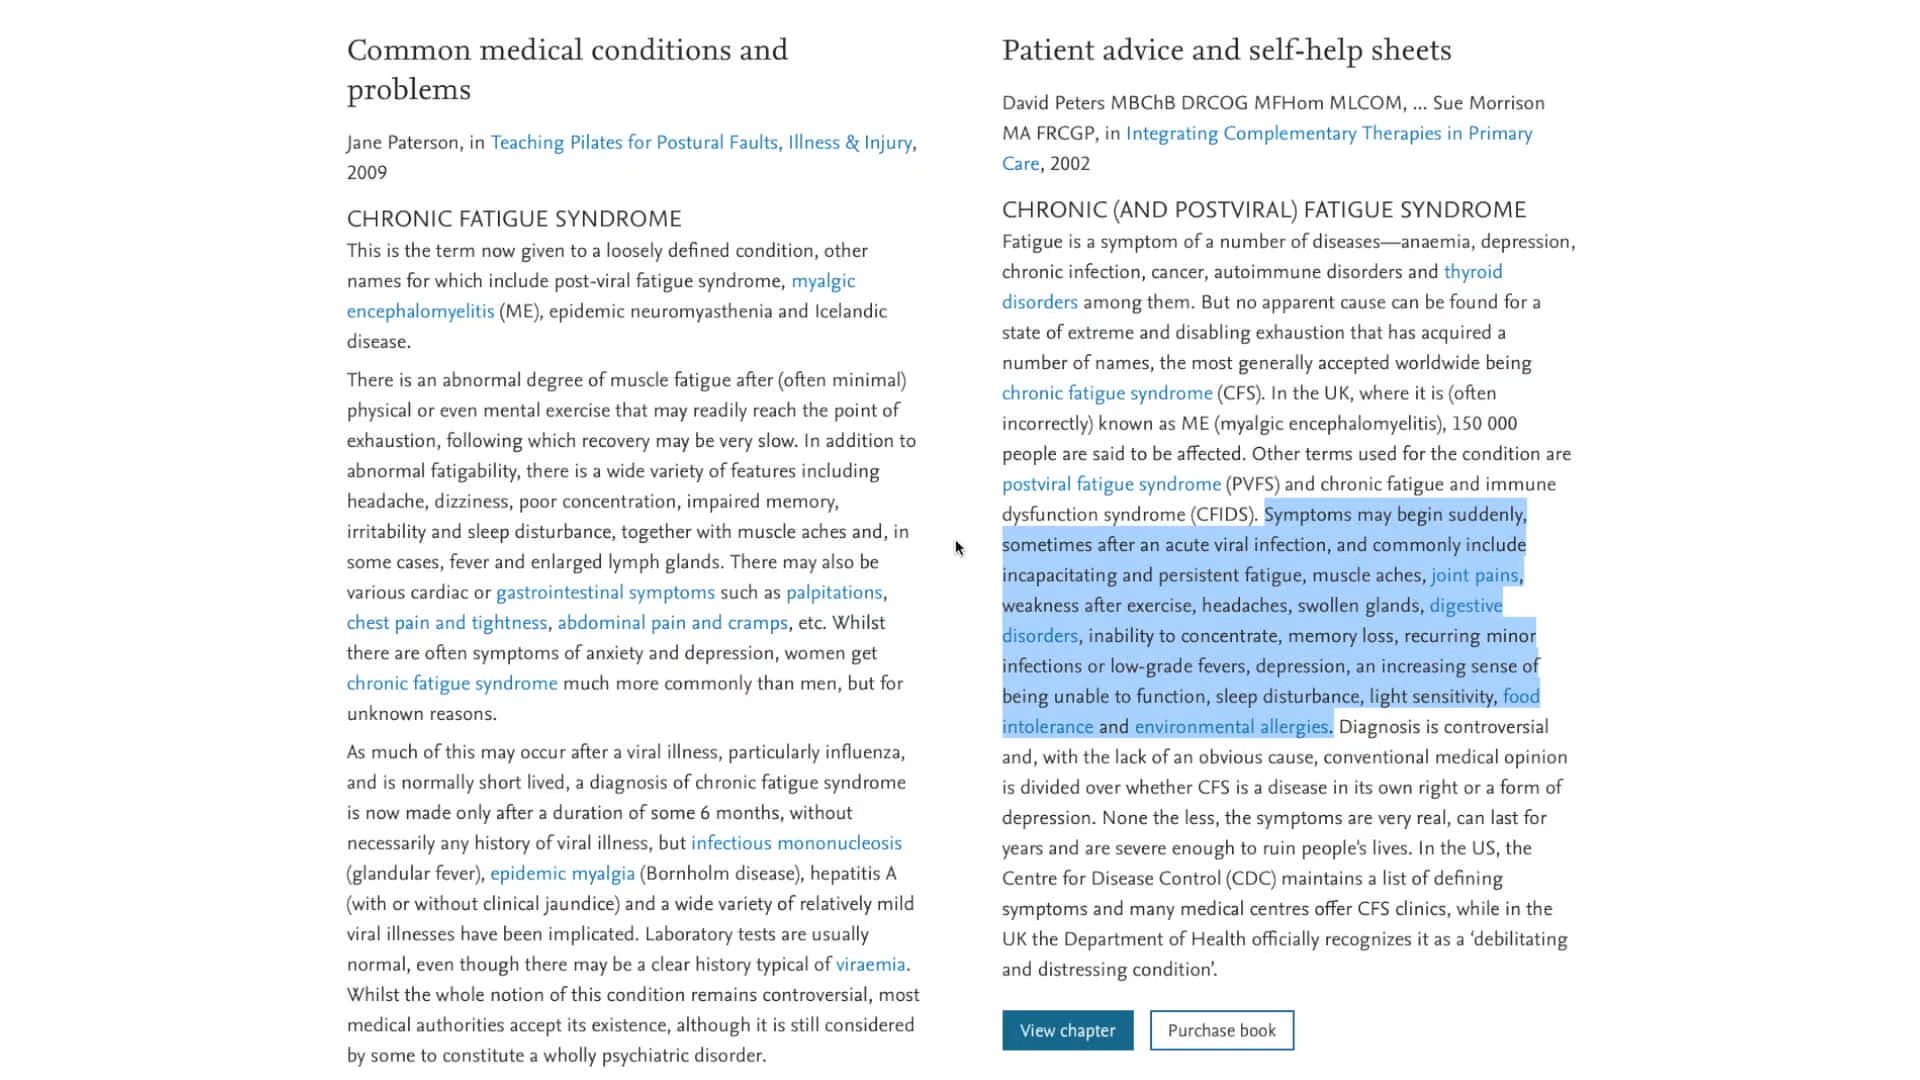 Common medical conditions and
problems
Jane Paterson, in Teaching Pilates for Postural Faults, Illness & Injury,
2009
CHRONIC FATIGUE SYNDROME
This is the term now given to a loosely defined condition, other
names for which include post-viral fatigue syndrome, myalgic
encephalomyelitis (ME), epidemic neuromyasthenia and Icelandic
disease.
There is an abnormal degree of muscle fatigue after (often minimal)
physical or even mental exercise that may readily reach the point of
exhaustion, following which recovery may be very slow. In addition to
abnormal fatigability, there is a wide variety of features including
headache, dizziness, poor concentration, impaired memory,
irritability and sleep disturbance, together with muscle aches and, in
some cases, fever and enlarged lymph glands. There may also be
various cardiac or gastrointestinal symptoms such as palpitations,
chest pain and tightness, abdominal pain and cramps, etc. Whilst
there are often symptoms of anxiety and depression, women get
chronic fatigue syndrome much more commonly than men, but for
unknown reasons.
As much of this may occur after a viral illness, particularly influenza,
and is normally short lived, a diagnosis of chronic fatigue syndrome
is now made only after a duration of some 6 months, without
necessarily any history of viral illness, but infectious mononucleosis
(glandular fever), epidemic myalgia (Bornholm disease), hepatitis A
(with or without clinical jaundice) and a wide variety of relatively mild
viral illnesses have been implicated. Laboratory tests are usually
normal, even though there may be a clear history typical of viraemia.
Whilst the whole notion of this condition remains controversial, most
medical authorities accept its existence, although it is still considered
by some to constitute a wholly psychiatric disorder.
Patient advice and self-help sheets
David Peters MBChB DRCOG MFHom MLCOM, ... Sue Morrison
MA FRCGP, in Integrating Complementary Therapies in Primary
Care, 2002
CHRONIC (AND POSTVIRAL) FATIGUE SYNDROME
Fatigue is a symptom of a number of diseases—anaemia, depression,
chronic infection, cancer, autoimmune disorders and thyroid
disorders among them. But no apparent cause can be found for a
state of extreme and disabling exhaustion that has acquired a
number of names, the most generally accepted worldwide being
chronic fatigue syndrome (CFS). In the UK, where it is (often
incorrectly) known as ME (myalgic encephalomyelitis), 150 000
people are said to be affected. Other terms used for the condition are
postviral fatigue syndrome (PVFS) and chronic fatigue and immune
dysfunction syndrome (CFIDS). Symptoms may begin suddenly,
sometimes after an acute viral infection, and commonly include
incapacitating and persistent fatigue, muscle aches, joint pains,
weakness after exercise, headaches, swollen glands, digestive
disorders, inability to concentrate, memory loss, recurring minor
infections or low-grade fevers, depression, an increasing sense of
being unable to function, sleep disturbance, light sensitivity, food
intolerance and environmental allergies. Diagnosis is controversial
and, with the lack of an obvious cause, conventional medical opinion
is divided over whether CFS is a disease in its own right or a form of
depression. None the less, the symptoms are very real, can last for
years and are severe enough to ruin people's lives. In the US, the
Centre for Disease Control (CDC) maintains a list of defining
symptoms and many medical centres offer CFS clinics, while in the
UK the Department of Health officially recognizes it as a 'debilitating
and distressing condition'.
View chapter
Purchase book